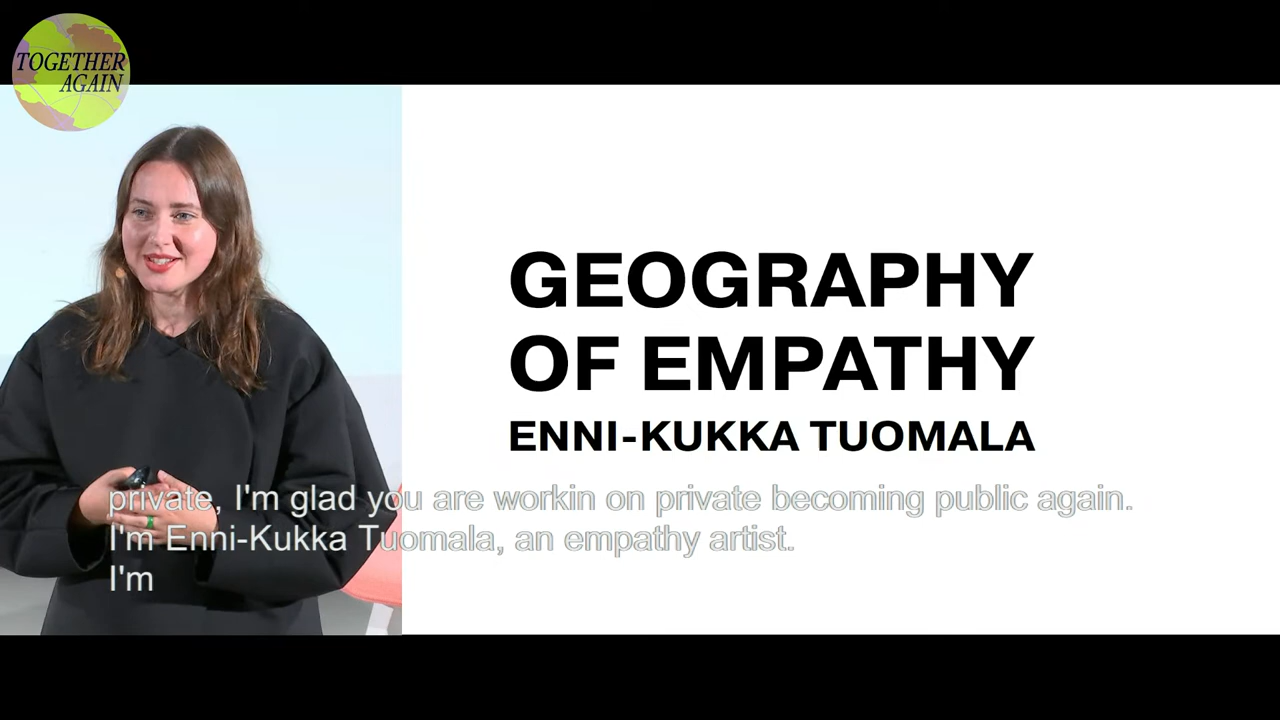 TOGETHER
AGAIN
GEOGRAPHY
OF EMPATHY
ENNI-KUKKA TUOMALA
private, I'm glad you are workin on private becoming public again.
I'm Enni-Kukka Tuomala, an empathy artist.
I'm